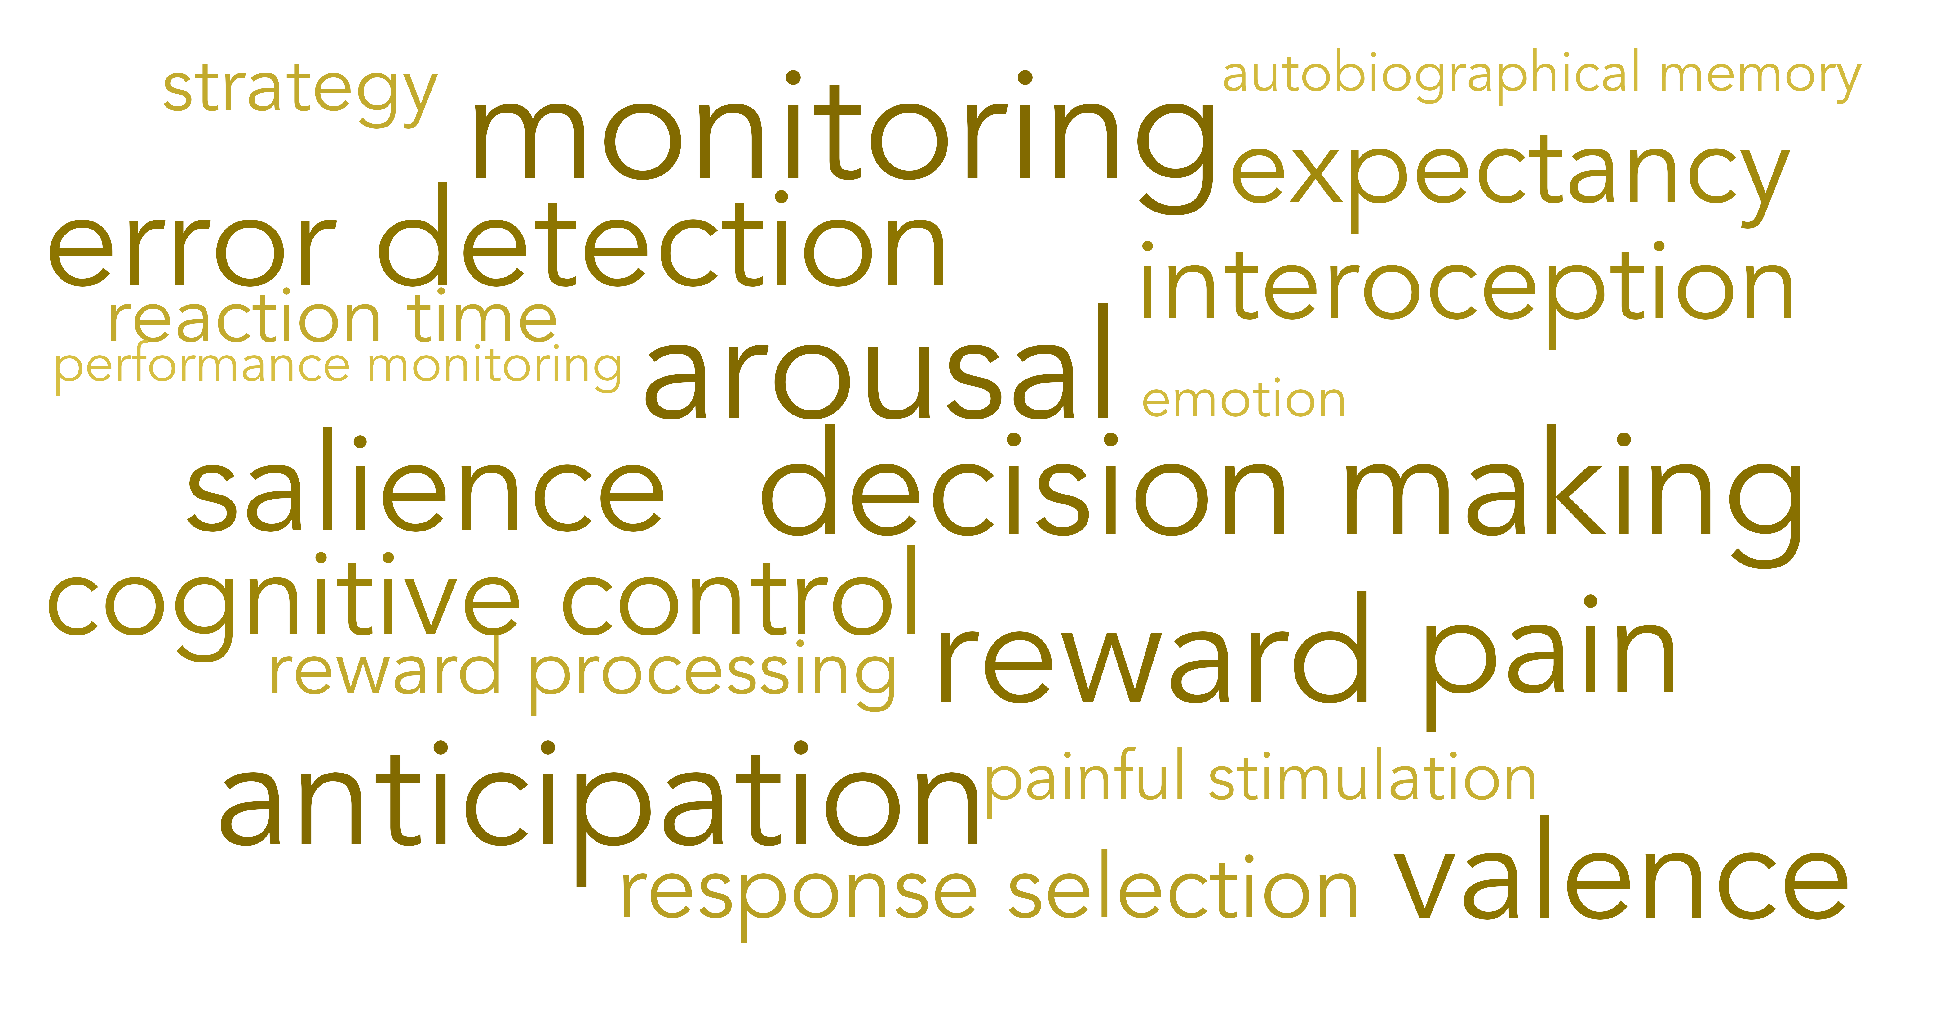 strategy
monitoring
autobiographical memory
expectancy
error detection
interoception
reaction time
performance monitoring
arousal
emotion
salience
decision making
cognitive control
reward processing
reward
pain
anticipation
painful stimulation
response selection
valence